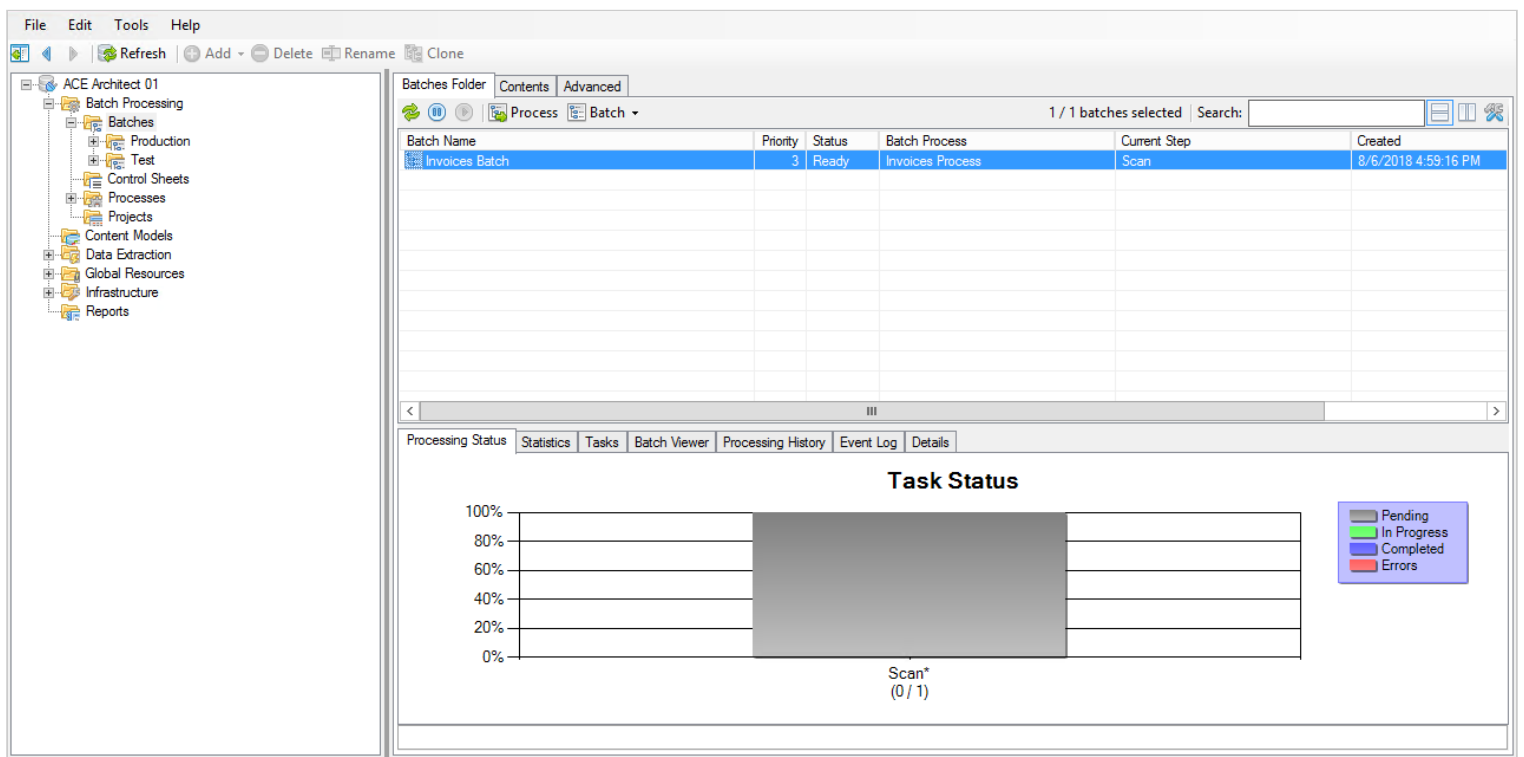 File Edit Tools Help
Refresh Add Delete Rename Clone
ACE Architect 01
Batch Processing
Batches
Production
Test
Control Sheets
Processes
Projects
Content Models
Data Extraction
Global Resources
Infrastructure
Reports
Batches Folder Contents Advanced
Process Batch 1 / 1 batches selected Search:
Batch Name Priority Status Batch Process Current Step Created
Invoices Batch 3 Ready Invoices Process Scan 8/6/2018 4:59:16 PM
Processing Status Statistics Tasks Batch Viewer Processing History Event Log Details
Task Status
100%
80%
60%
40%
20%
0%
Scan*
(0 / 1)
Pending
In Progress
Completed
Errors